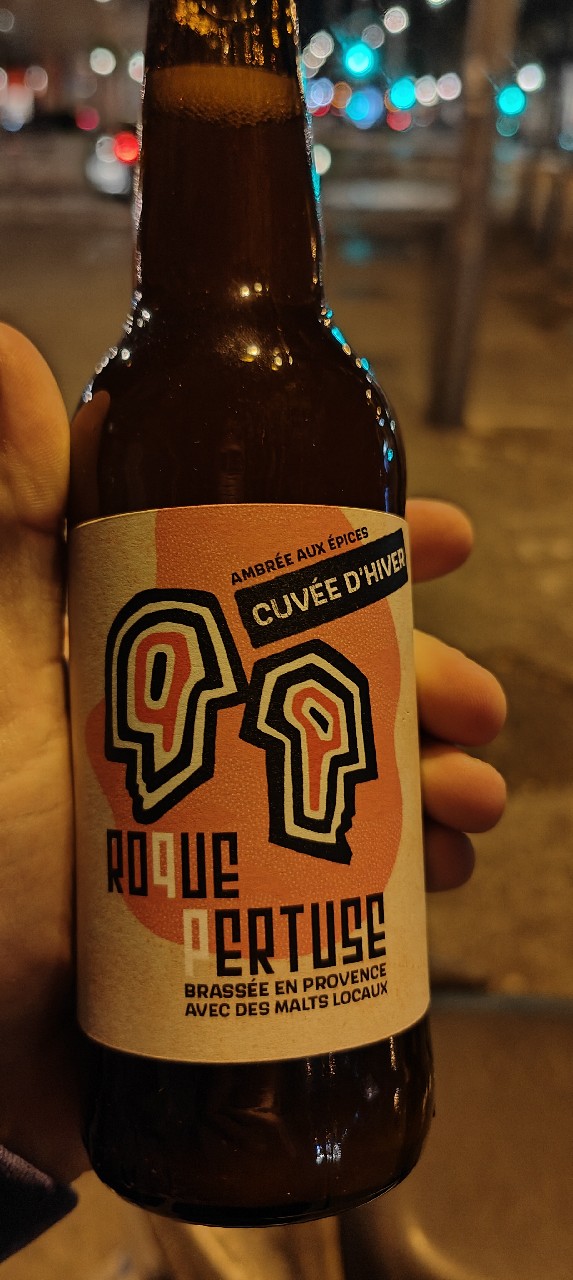 AMBRÉE AUX ÉPICES
CUVÉE D'HIVER
ROQUE
PERTUSE
BRASSÉE EN PROVENCE
AVEC DES MALTS LOCAUX